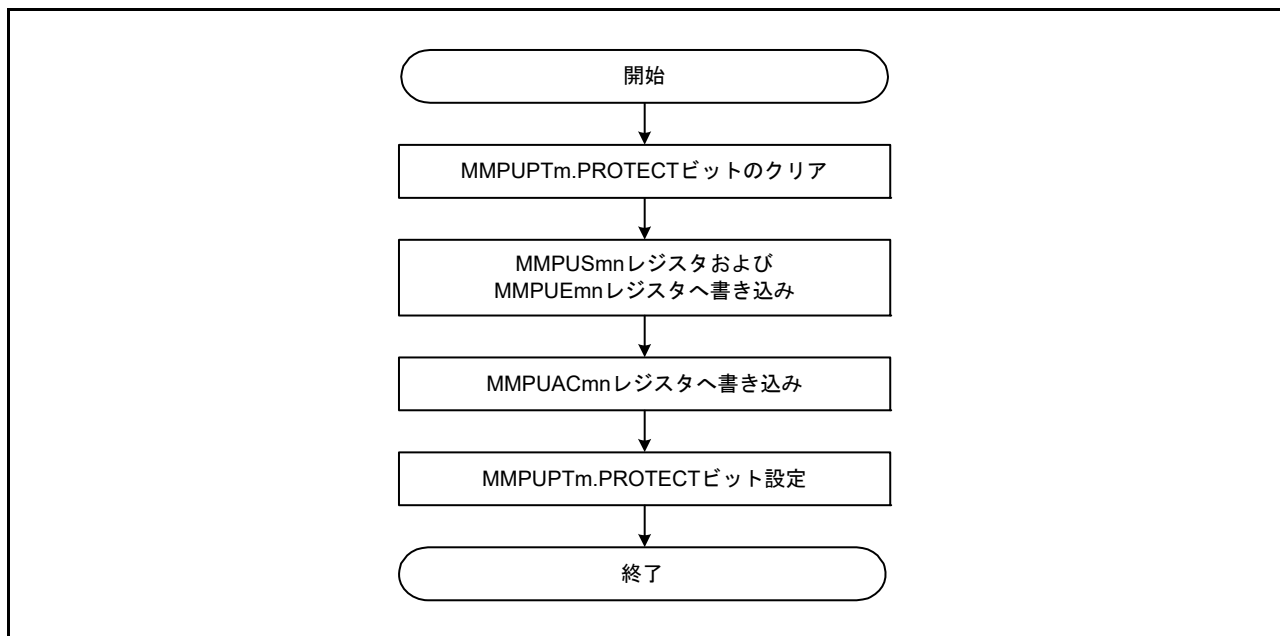 開始
MMPUPTm.PROTECTビットのクリア
MMPUSmnレジスタおよび
MMPUEmnレジスタへ書き込み
MMPUACmnレジスタへ書き込み
MMPUPTm.PROTECTビット設定
終了